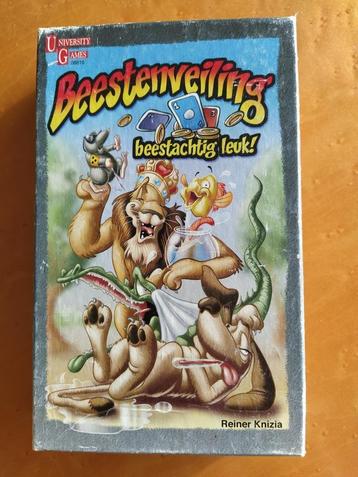 UNIVERSITY
GAMES
Beestenveiling
beestachtig leuk!
Reiner Knizia